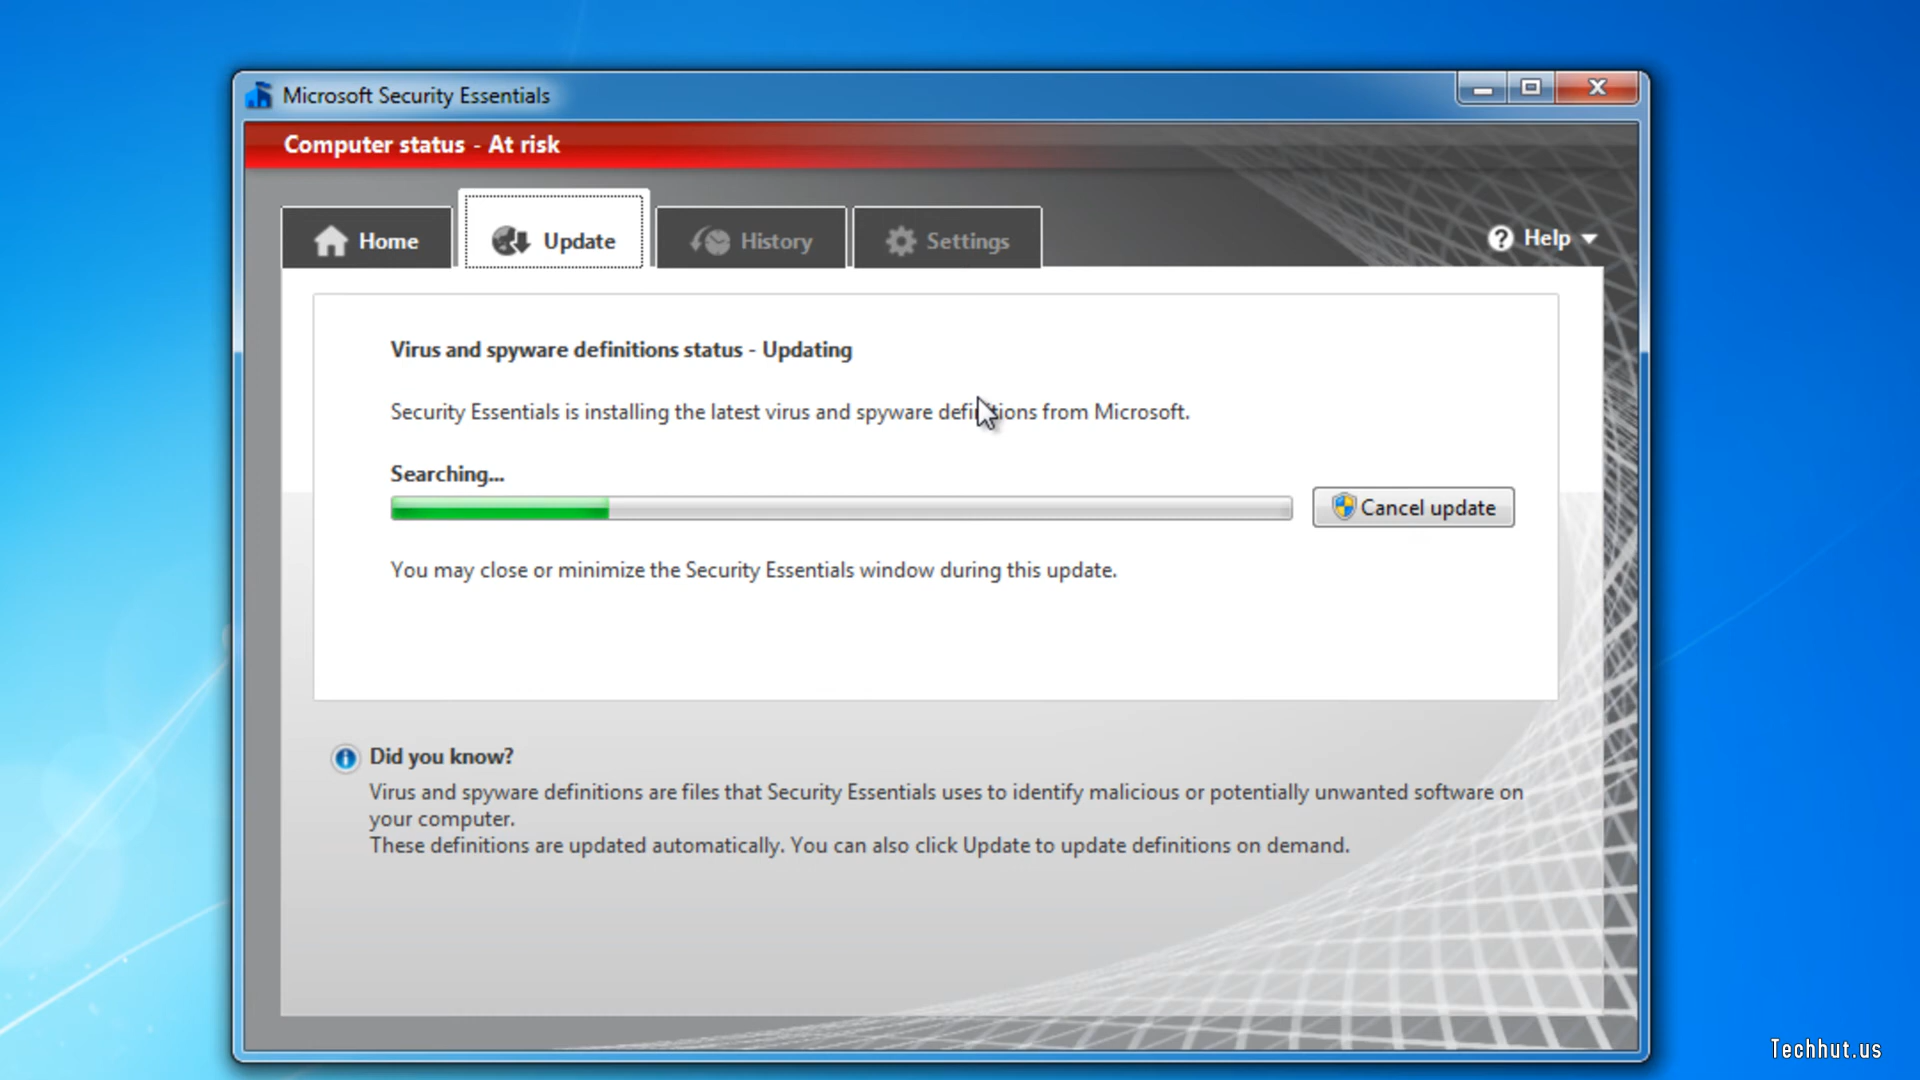 Microsoft Security Essentials
Computer status - At risk
Home
Update
History
Settings
Help
Virus and spyware definitions status - Updating
Security Essentials is installing the latest virus and spyware definitions from Microsoft.
Searching...
Cancel update
You may close or minimize the Security Essentials window during this update.
Did you know?
Virus and spyware definitions are files that Security Essentials uses to identify malicious or potentially unwanted software on
your computer.
These definitions are updated automatically. You can also click Update to update definitions on demand.
Techhut.us